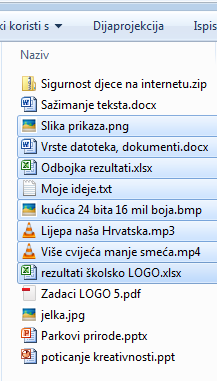 ki koristi s Dijaprojekcija Ispis
Naziv
Sigurnost djece na internetu.zip
Sažimanje teksta.docx
Slika prikaza.png
Vrste datoteka, dokumenti.docx
Odbojka rezultati.xlsx
Moje ideje.txt
kućica 24 bita 16 mil boja.bmp
Lijepa naša Hrvatska.mp3
Više cvijeća manje smeća.mp4
rezultati školsko LOGO.xlsx
Zadaci LOGO 5.pdf
jelka.jpg
Parkovi prirode.pptx
poticanje kreativnosti.ppt